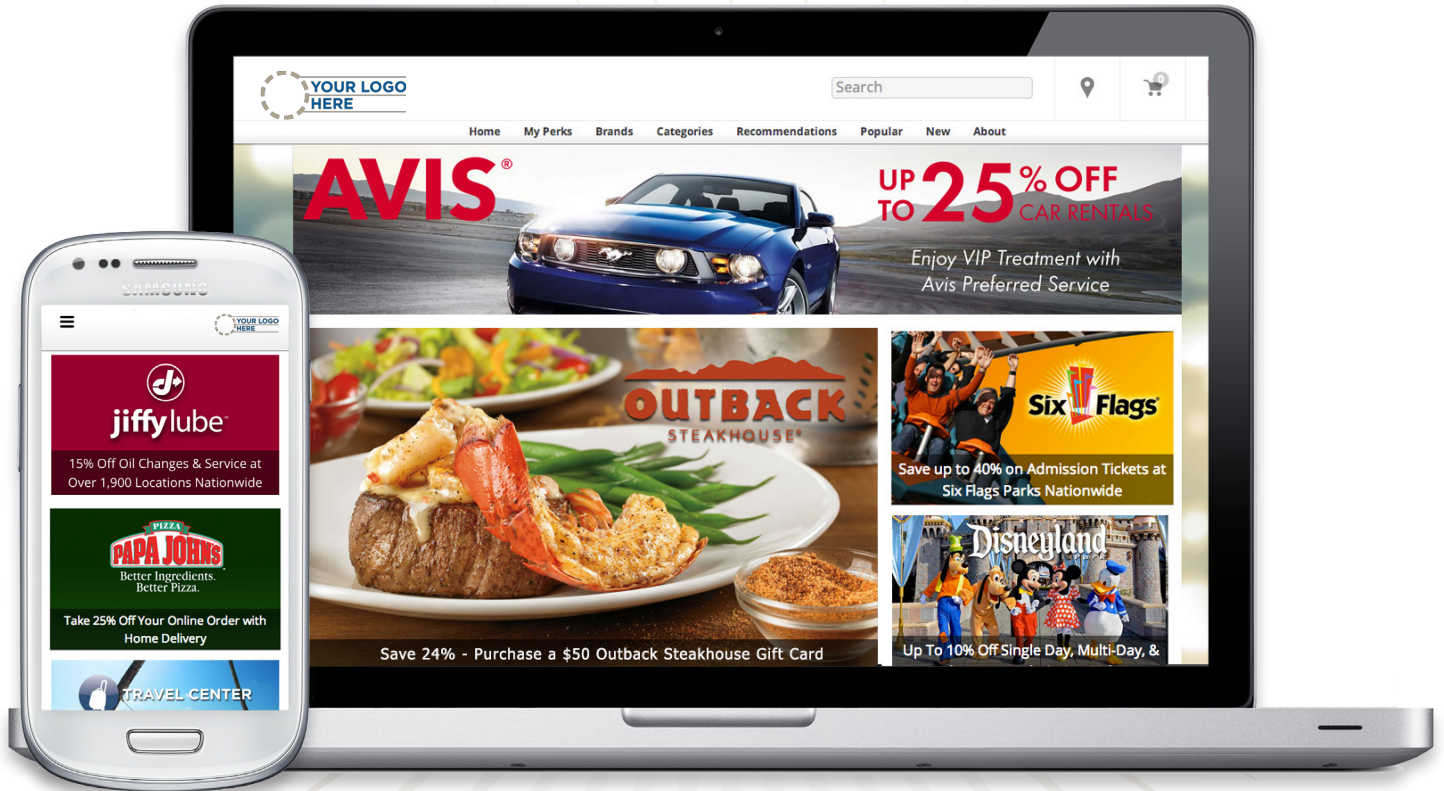 YOUR LOGO
HERE
Search
0
Home My Perks Brands Categories Recommendations Popular New About
AVIS®
UP TO 25% OFF
CAR RENTALS
Enjoy VIP Treatment with
Avis Preferred Service
OUTBACK
STEAKHOUSE®
Save 24% - Purchase a $50 Outback Steakhouse Gift Card
Six Flags®
Save up to 40% on Admission Tickets at
Six Flags Parks Nationwide
Disneyland
Up To 10% Off Single Day, Multi-Day, &
SAMSUNG
YOUR LOGO
HERE
jiffy lube™
15% Off Oil Changes & Service at
Over 1,900 Locations Nationwide
PIZZA
PAPA JOHNS
Better Ingredients.
Better Pizza.
Take 25% Off Your Online Order with
Home Delivery
TRAVEL CENTER